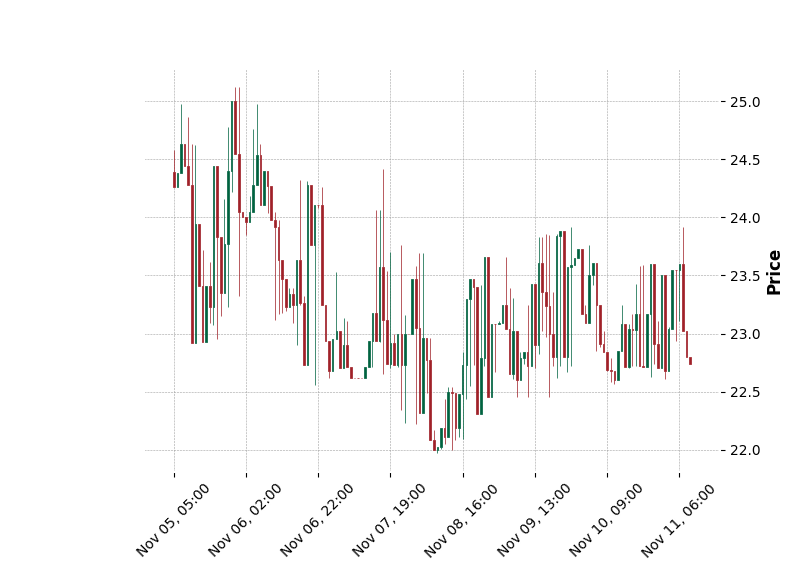 25.0
24.5
24.0
23.5
23.0
22.5
22.0
Price
Nov 05, 05:00
Nov 06, 02:00
Nov 06, 22:00
Nov 07, 19:00
Nov 08, 16:00
Nov 09, 13:00
Nov 10, 09:00
Nov 11, 06:00